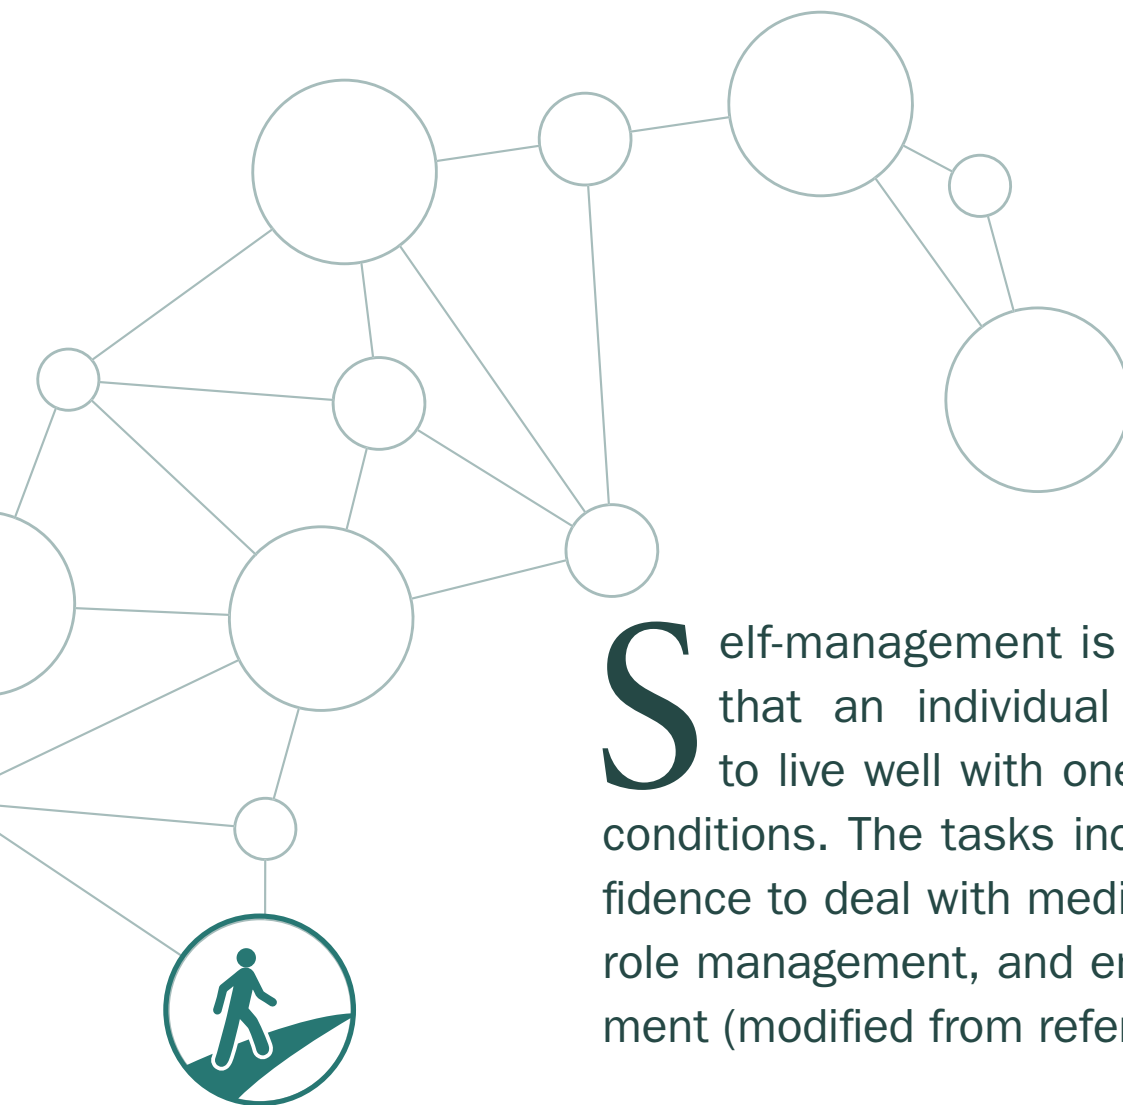 Self-management is
that an individual
to live well with one
conditions. The tasks inc
fidence to deal with medi
role management, and e
ment (modified from refer